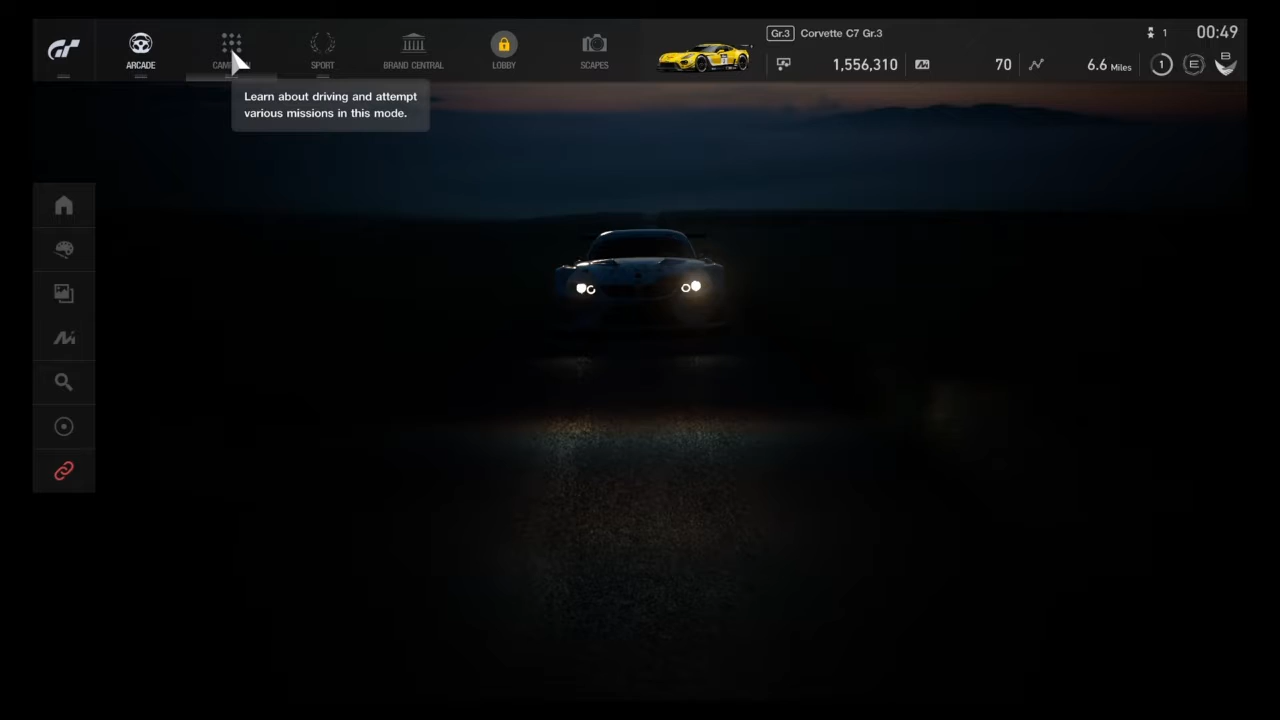 Gr.3 Corvette C7 Gr.3
1
00:49
ARCADE
SPORT
BRAND CENTRAL
LOBBY
SCAPES
1,556,310
70
6.6 Miles
1
E
B
Learn about driving and attempt
various missions in this mode.